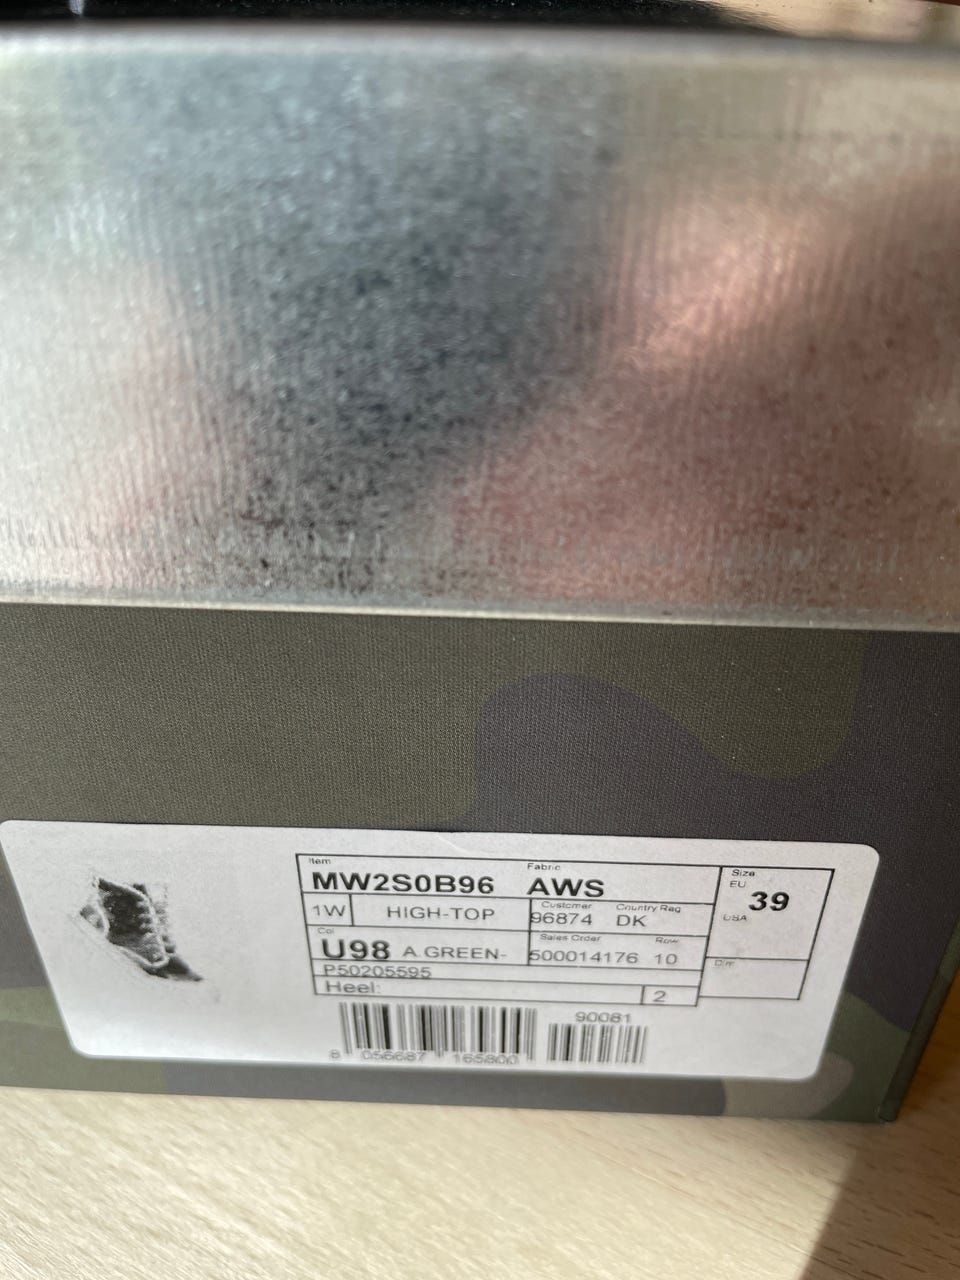 Item Fabric
MW2S0B96 AWS
Size
EU
39
USA
1W HIGH-TOP
Customer Country Reg
96874 DK
Col
U98 A.GREEN-
Sales Order Row
500014176 10
P50205595
Heel: 2
90081
8 056687 165800